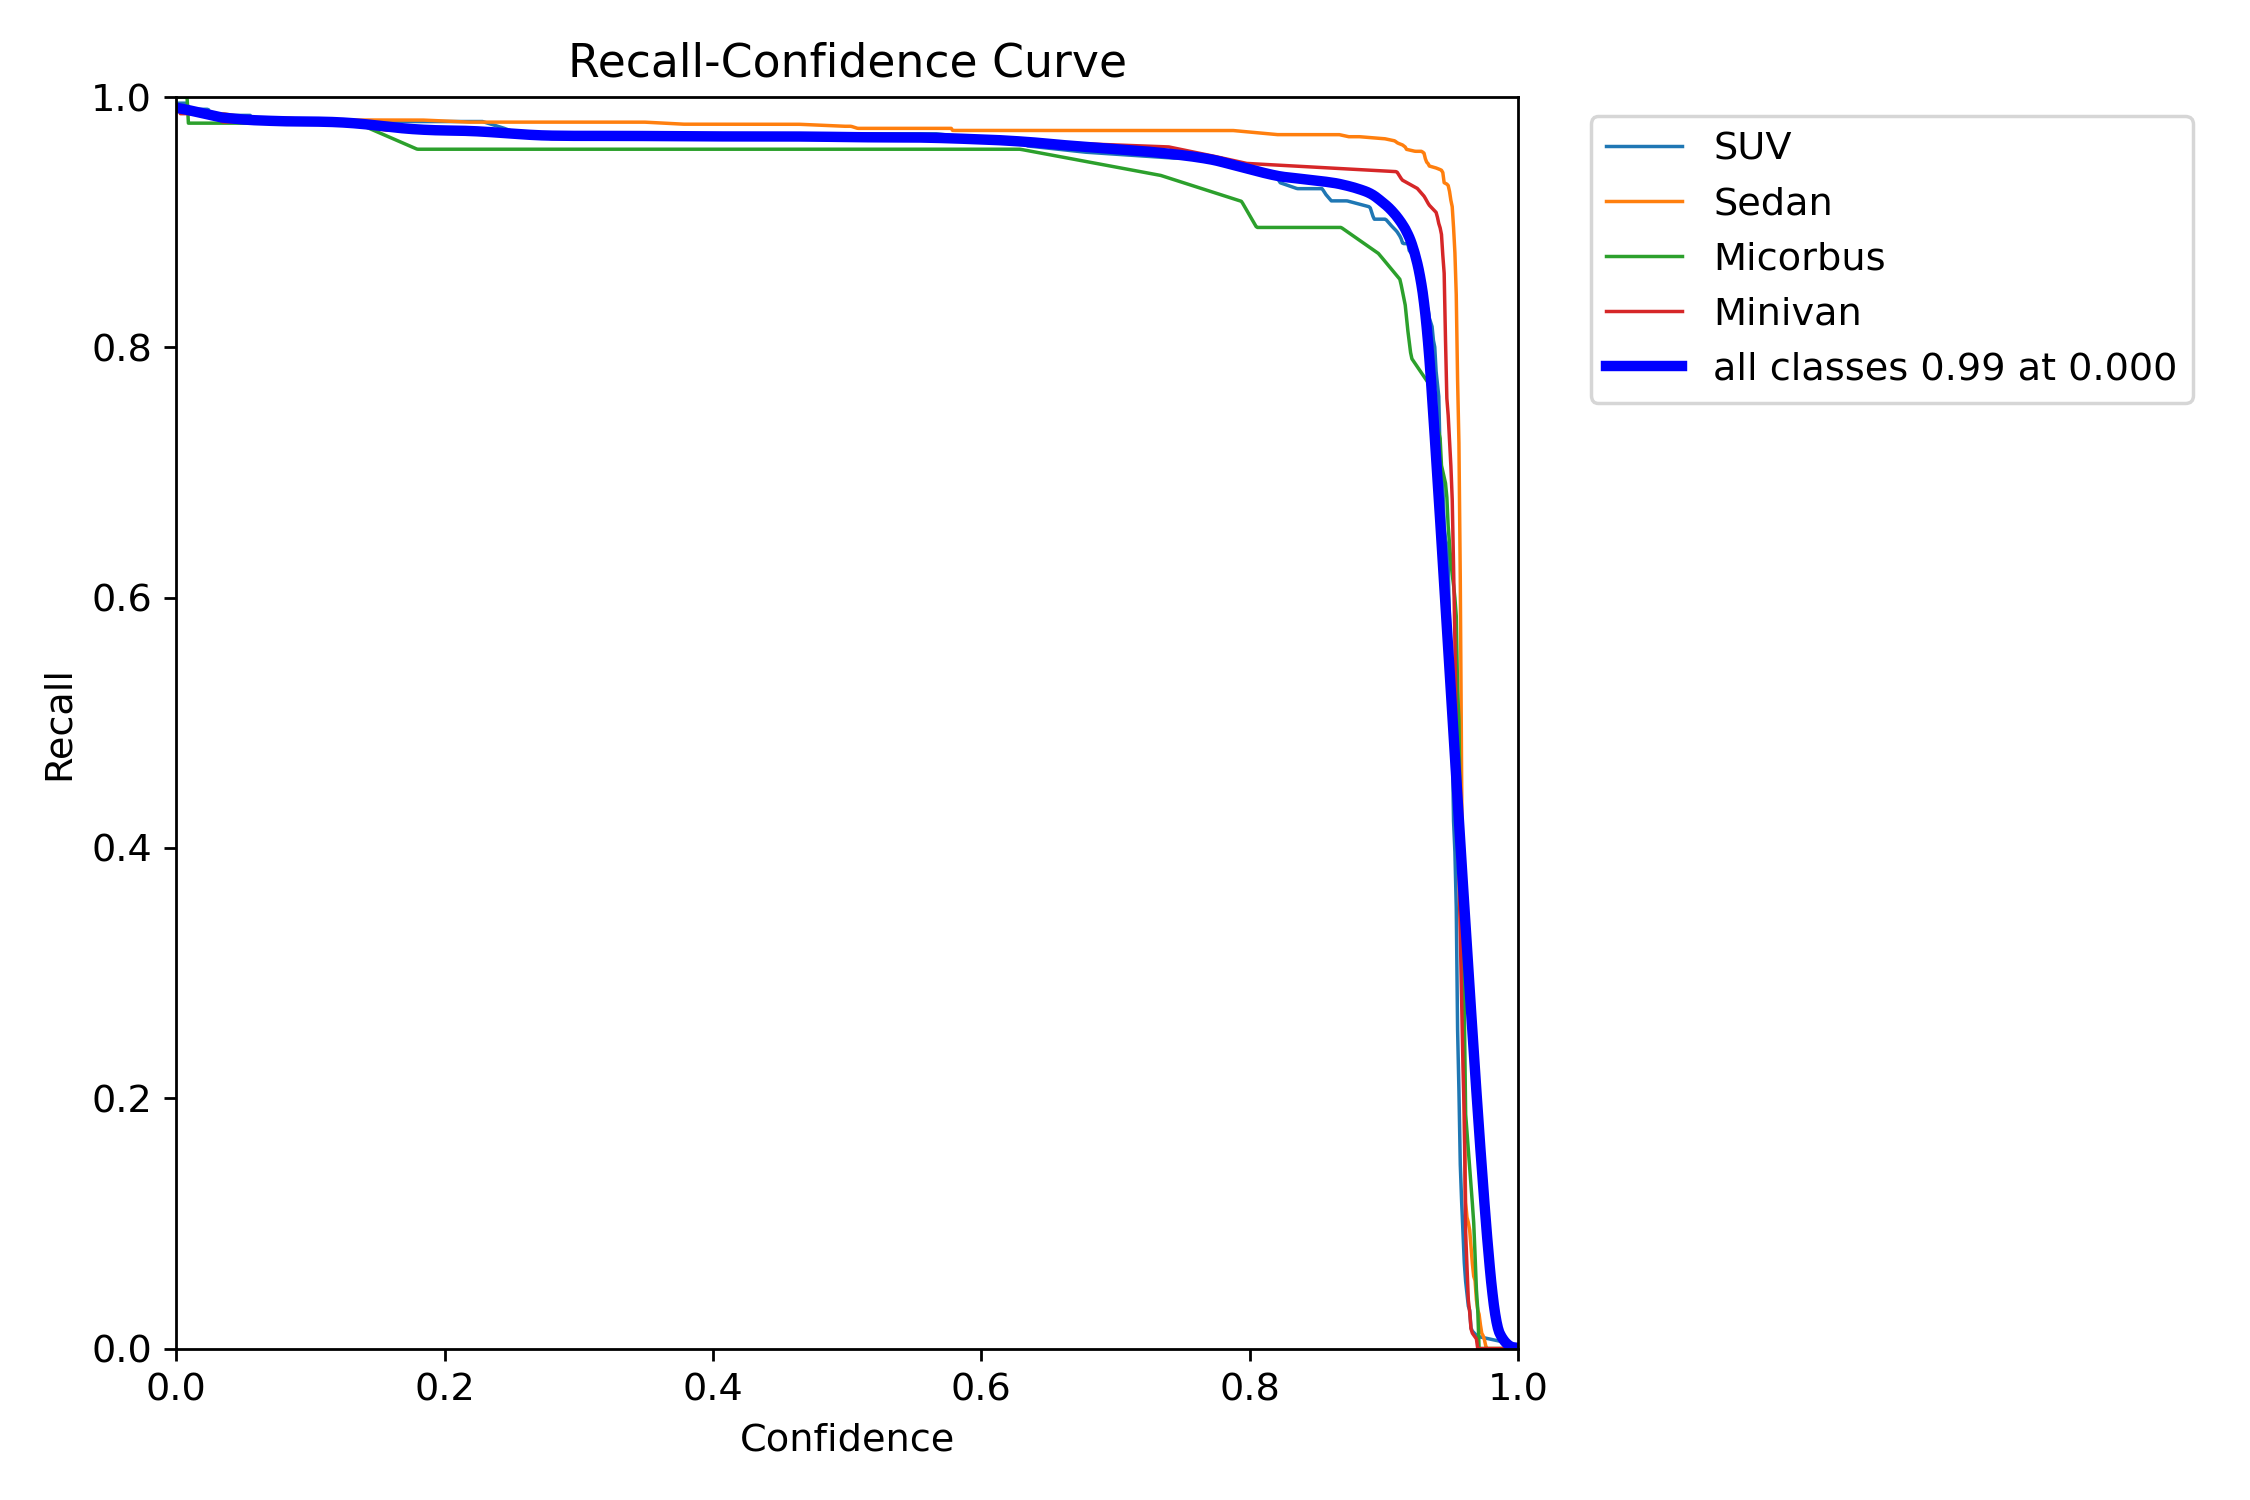 Recall-Confidence Curve
1.0
0.8
0.6
0.4
0.2
0.0
Recall
0.0 0.2 0.4 0.6 0.8 1.0
Confidence
SUV
Sedan
Micorbus
Minivan
all classes 0.99 at 0.000